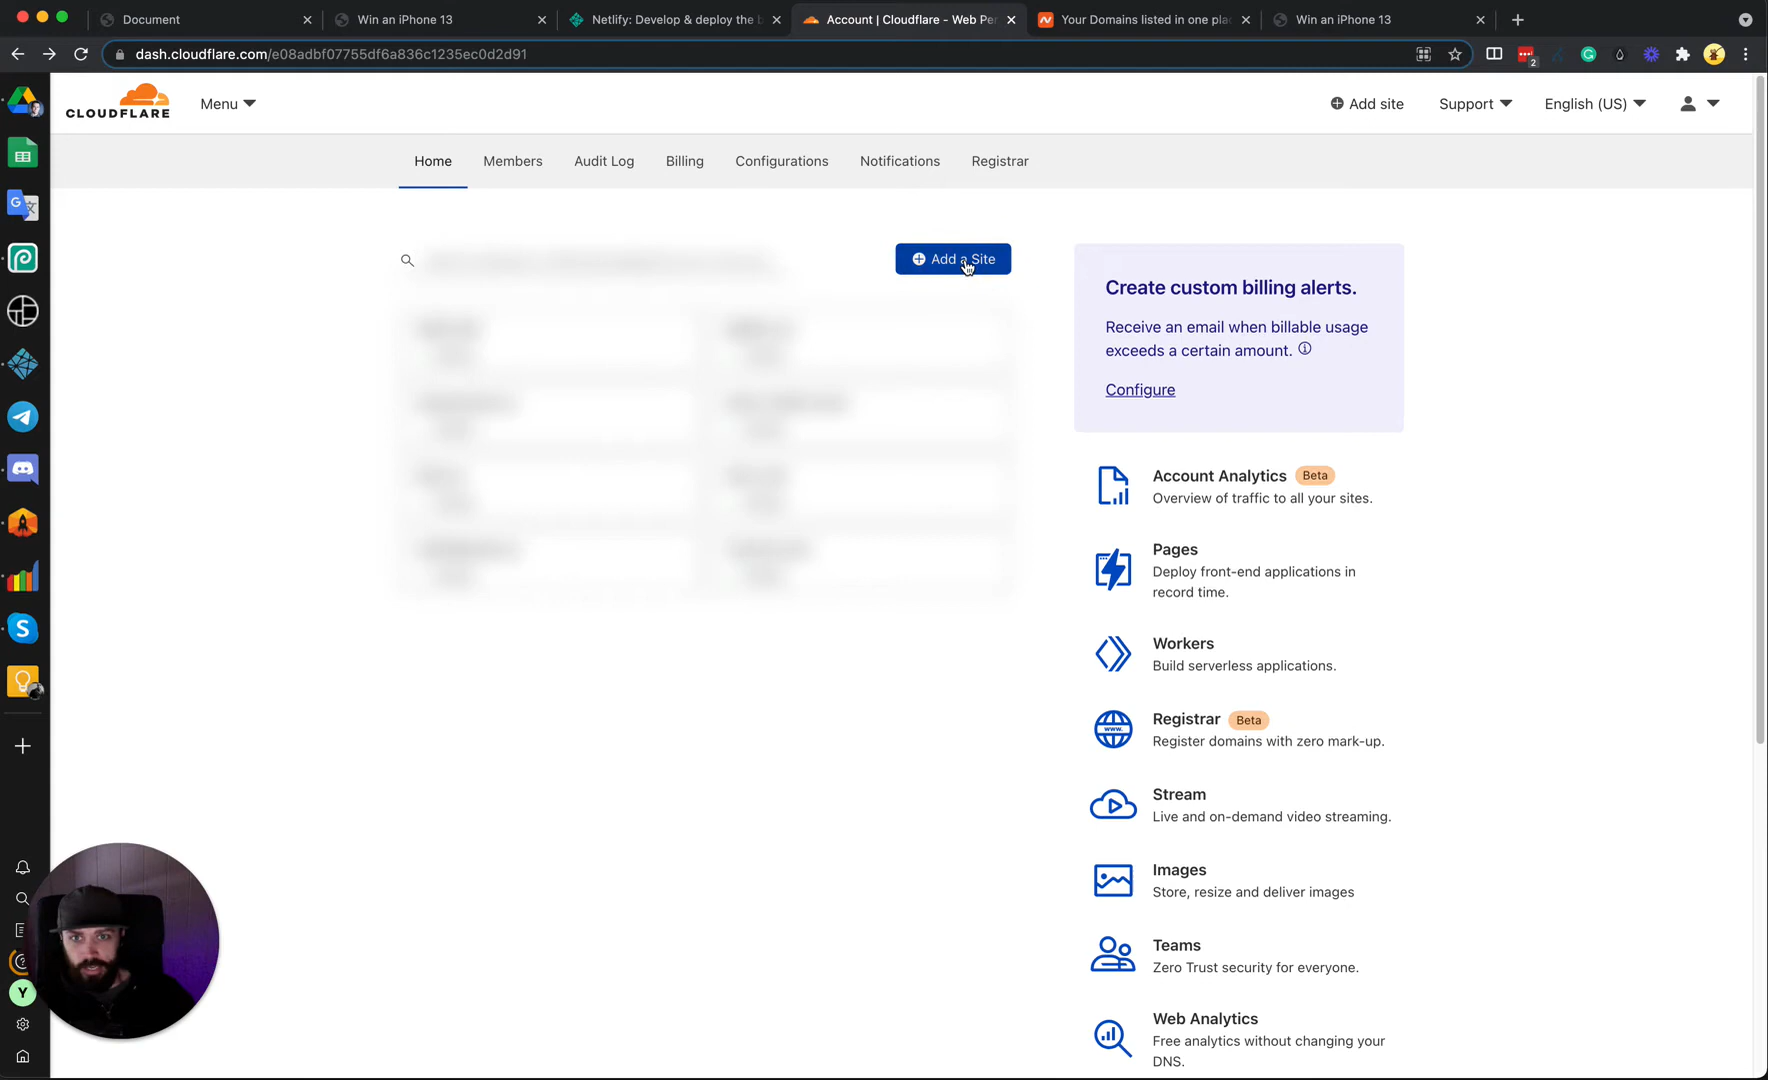 Document
Win an iPhone 13
Netlify: Develop & deploy the b
Account | Cloudflare - Web Per
Your Domains listed in one pla
Win an iPhone 13
dash.cloudflare.com/e08adbf07755df6a836c1235ec0d2d91
2
CLOUDFLARE
Menu
Add site
Support
English (US)
Home
Members
Audit Log
Billing
Configurations
Notifications
Registrar
Add a Site
Create custom billing alerts.
Receive an email when billable usage
exceeds a certain amount.
Configure
Account Analytics Beta
Overview of traffic to all your sites.
Pages
Deploy front-end applications in
record time.
Workers
Build serverless applications.
Registrar Beta
Register domains with zero mark-up.
Stream
Live and on-demand video streaming.
Images
Store, resize and deliver images
Teams
Zero Trust security for everyone.
Web Analytics
Free analytics without changing your
DNS.
Y